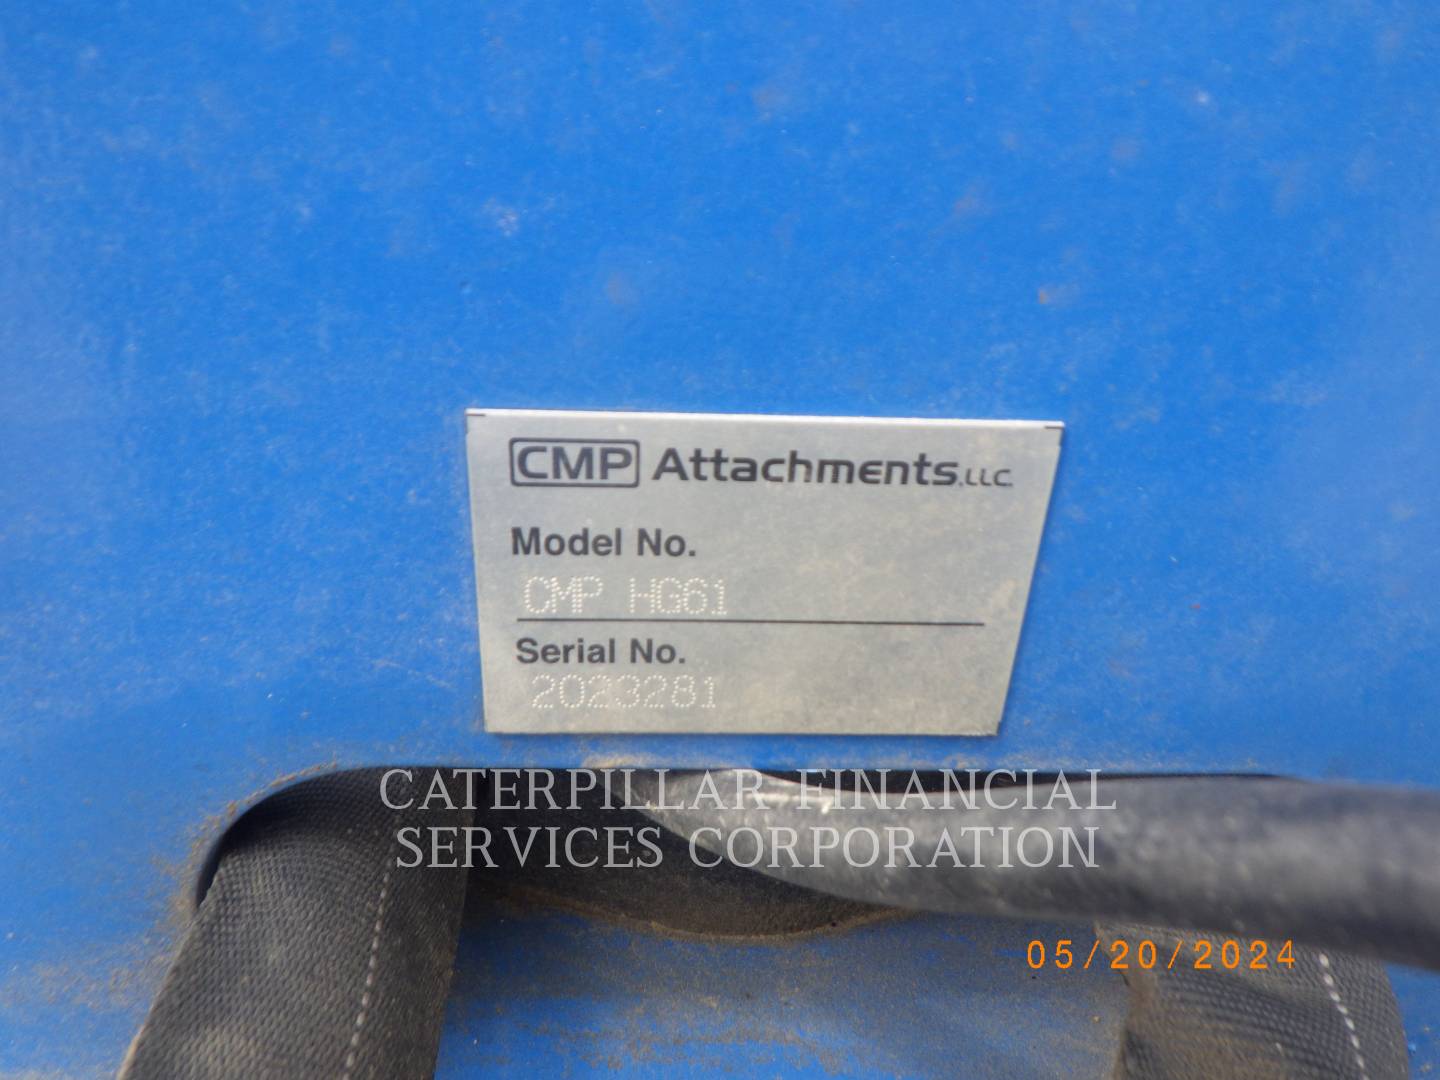 CMP Attachments, LLC.
Model No.
CMP HG61
Serial No.
2023281
CATERPILLAR FINANCIAL
SERVICES CORPORATION
05/20/2024